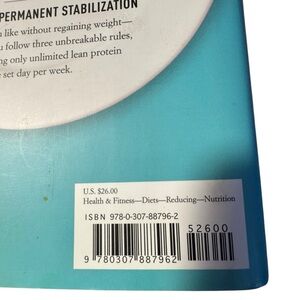 PERMANENT STABILIZATION
like without regaining weight—
u follow three unbreakable rules,
ng only unlimited lean protein
set day per week.
U.S. $26.00
Health & Fitness—Diets—Reducing—Nutrition
ISBN 978-0-307-88796-2
52600
9 780307 887962